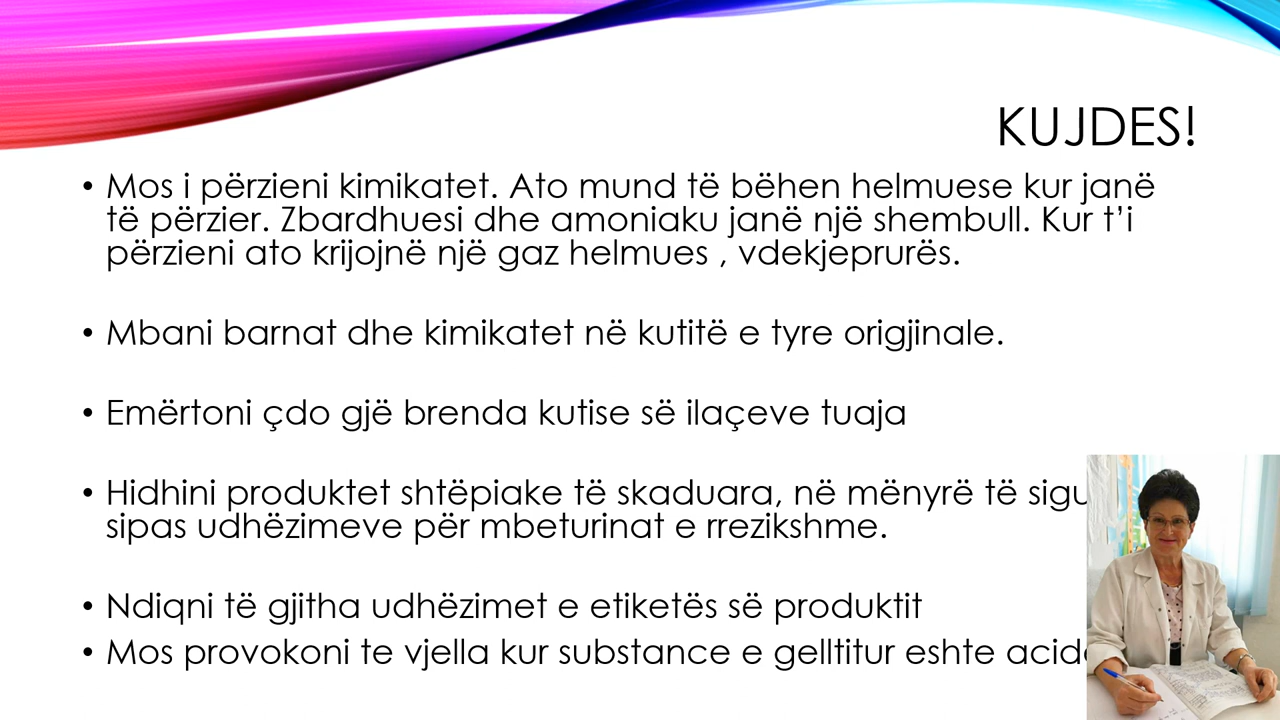 KUJDES!
• Mos i përzieni kimikatet. Ato mund të bëhen helmuese kur janë
të përzier. Zbardhuesi dhe amoniaku janë një shembull. Kur t’i
përzieni ato krijojnë një gaz helmues , vdekjeprurës.
• Mbani barnat dhe kimikatet në kutitë e tyre origjinale.
• Emërtoni çdo gjë brenda kutise së ilaçeve tuaja
• Hidhini produktet shtëpiake të skaduara, në mënyrë të
sipas udhëzimeve për mbeturinat e rrezikshme.
• Ndiqni të gjitha udhëzimet e etiketës së produktit
• Mos provokoni te vjella kur substance e gelltitur eshte